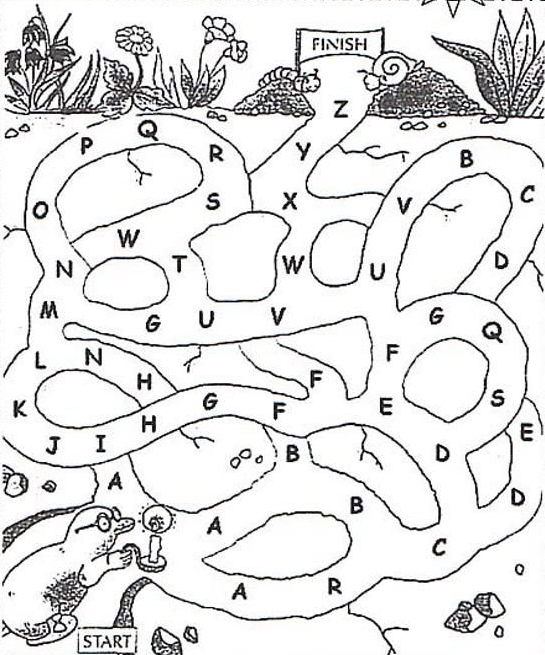 FINISH
Z
P Q R Y B
O S X V C
W
N T W U D
M G U V G Q
L N F
H F S
K G F E
H E
J I D
B
A D
B
A C
A R
START